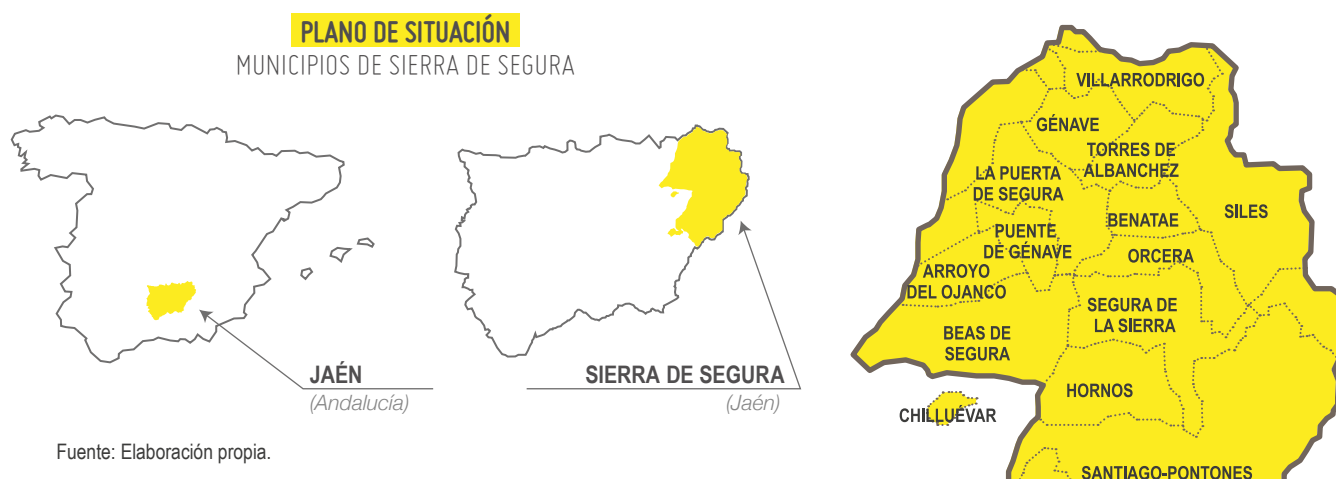 PLANO DE SITUACIÓN
MUNICIPIOS DE SIERRA DE SEGURA
JAÉN
(Andalucía)
SIERRA DE SEGURA
(Jaén)
Fuente: Elaboración propia.
VILLARRODRIGO
GÉNAVE
TORRES DE
ALBANCHEZ
LA PUERTA
DE SEGURA
SILES
BENATAE
PUENTE
DE GÉNAVE
ORCERA
ARROYO
DEL OJANCO
SEGURA DE
LA SIERRA
BEAS DE
SEGURA
HORNOS
CHILLUÉVAR
SANTIAGO-PONTONES